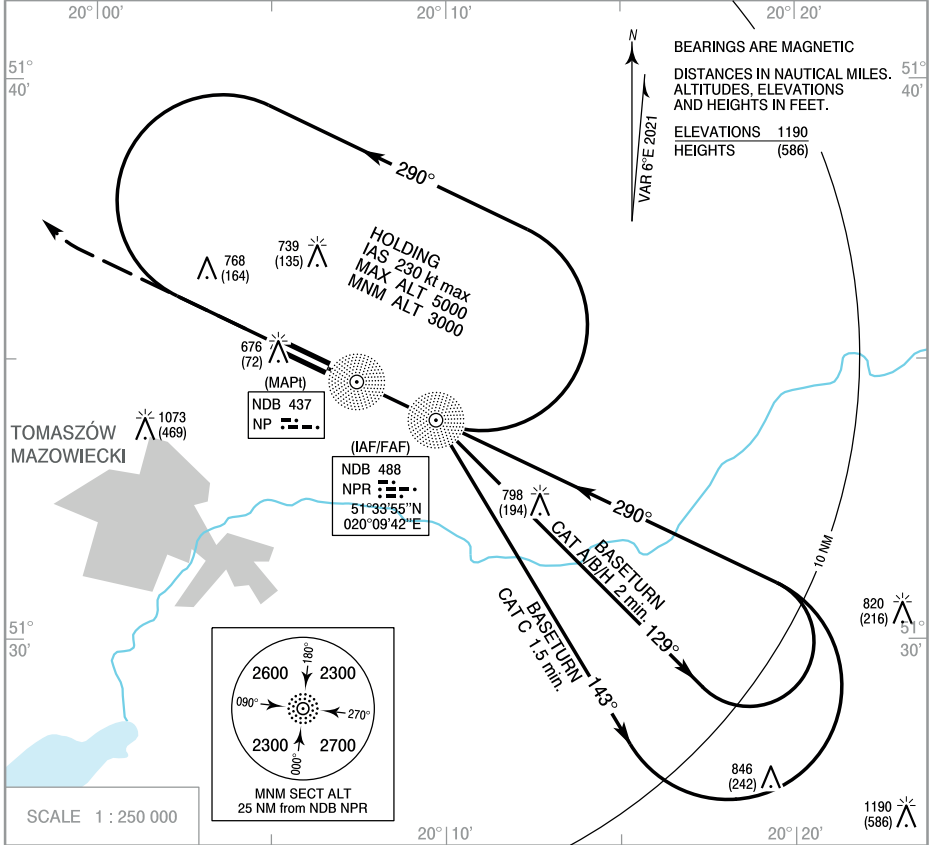 20° 00'
20° 10'
20° 20'
51°
40'
51°
40'
N
VAR 6°E 2021
BEARINGS ARE MAGNETIC
DISTANCES IN NAUTICAL MILES.
ALTITUDES, ELEVATIONS
AND HEIGHTS IN FEET.
ELEVATIONS 1190
HEIGHTS (586)
290°
HOLDING
IAS 230 kt max
MAX ALT 5000
MNM ALT 3000
768
(164)
739
(135)
676
(72)
(MAPt)
NDB 437
NP
1073
(469)
TOMASZÓW
MAZOWIECKI
(IAF/FAF)
NDB 488
NPR
51°33'55"N
020°09'42"E
798
(194)
290°
BASETURN
CAT A/B/H 2 min.
129°
BASETURN
CAT C 1.5 min.
143°
10 NM
820
(216)
51°
30'
51°
30'
2600
2300
180°
090°
270°
000°
2300
2700
MNM SECT ALT
25 NM from NDB NPR
846
(242)
1190
(586)
SCALE 1 : 250 000
20° 10'
20° 20'